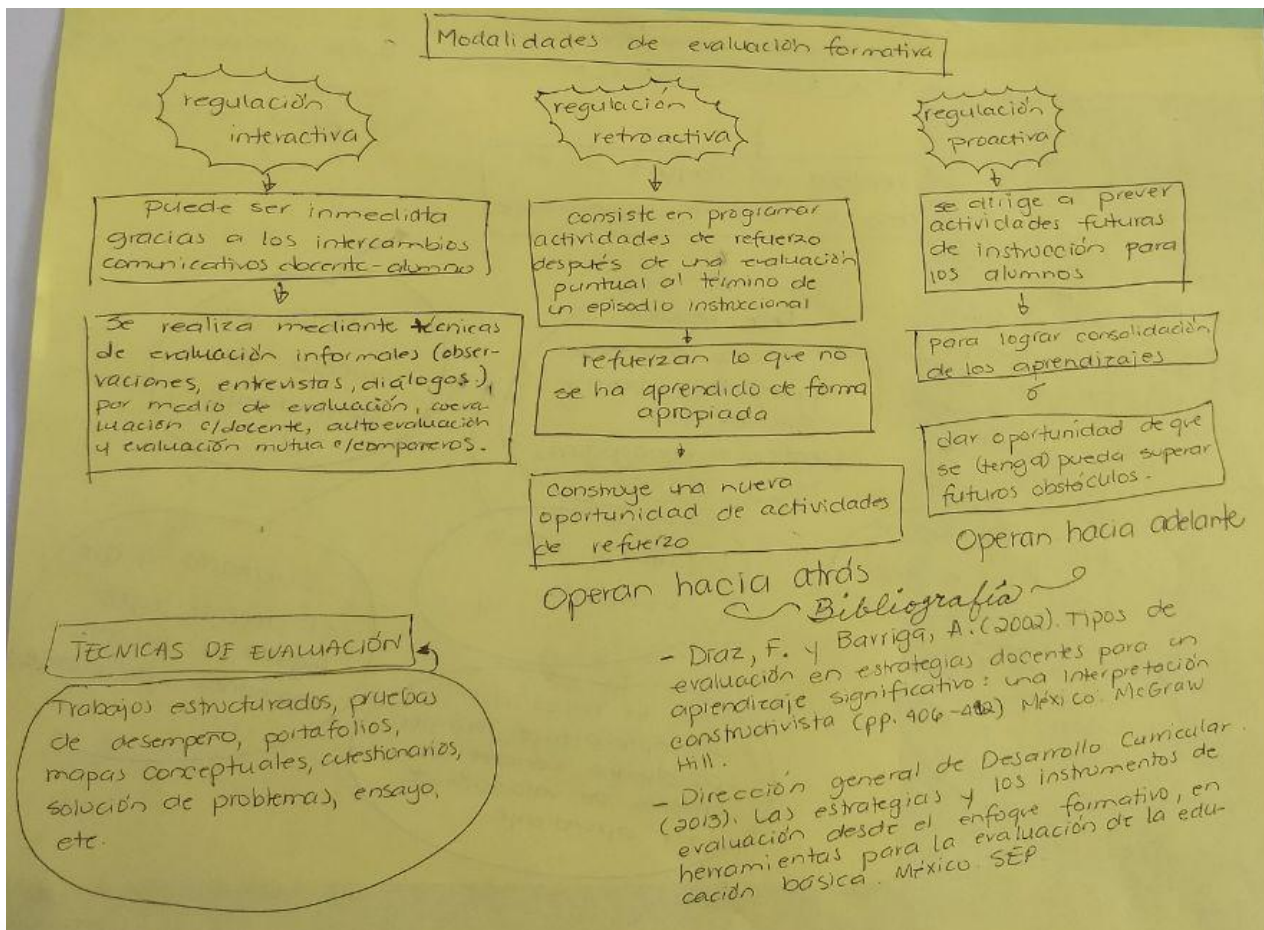 Modalidades de evaluación formativa
regulación
interactiva
puede ser inmediata
gracias a los intercambios
comunicativos docente-alumno
Se realiza mediante técnicas
de evaluación informales (obser-
vaciones, entrevistas, diálogos),
por medio de evaluación, coeva-
luación c/docente, autoevaluación
y evaluación mutua c/compañeros.
regulación
retroactiva
consiste en programar
actividades de refuerzo
después de una evaluación
puntual al término de
un episodio instruccional
refuerzan lo que no
se ha aprendido de forma
apropiada
Construye una nueva
oportunidad de actividades
de refuerzo
Operan hacia atrás
regulación
proactiva
se dirige a prever
actividades futuras
de instrucción para
los alumnos
para lograr consolidación
de los aprendizajes
ó
dar oportunidad de que
se (tenga) pueda superar
futuros obstáculos.
Operan hacia adelante
TECNICAS DE EVALUACIÓN
Trabajos estructurados, pruebas
de desempeño, portafolios,
mapas conceptuales, cuestionarios,
solución de problemas, ensayo,
etc.
Bibliografía
- Díaz, F. y Barriga, A. (2002). Tipos de
evaluación en estrategias docentes para un
aprendizaje significativo: una interpretación
constructivista (pp. 406- ) México. McGraw
Hill.
- Dirección general de Desarrollo Curricular.
(2013). Las estrategias y los instrumentos de
evaluación desde el enfoque formativo, en
herramientas para la evaluación de la edu-
cación básica. México. SEP